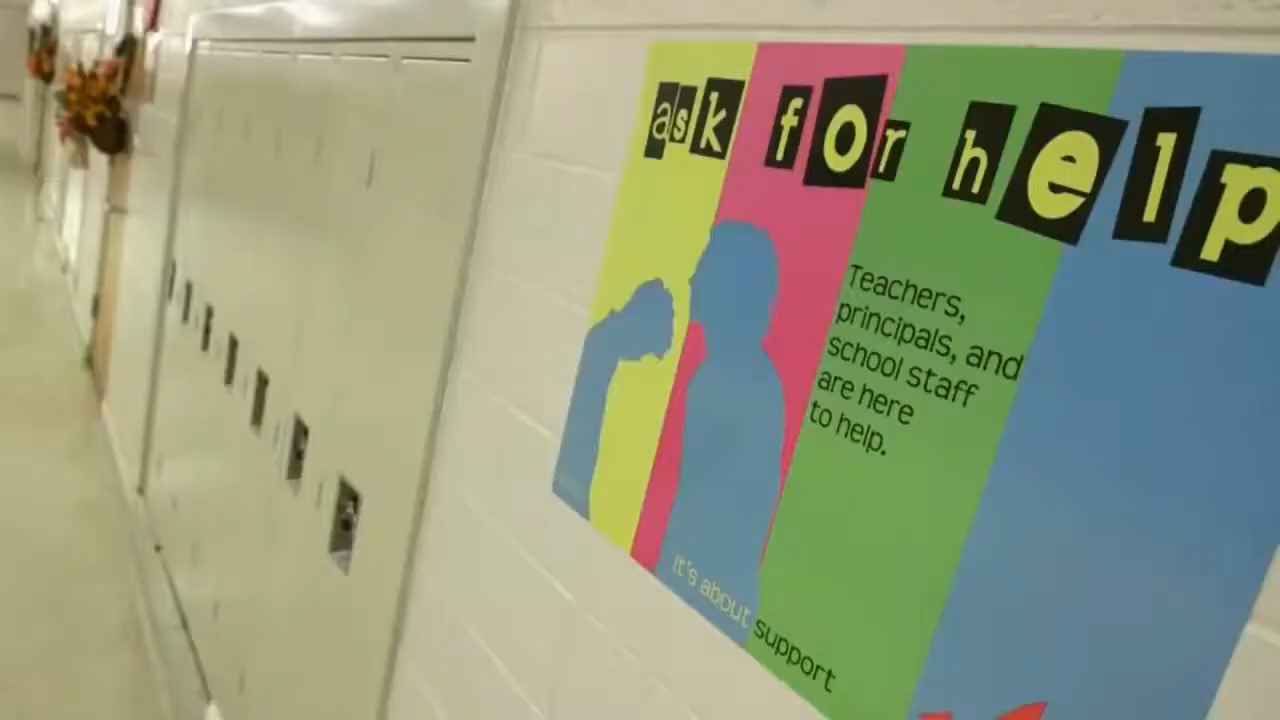 ask for help
Teachers,
principals, and
school staff
are here
to help.
it's about support